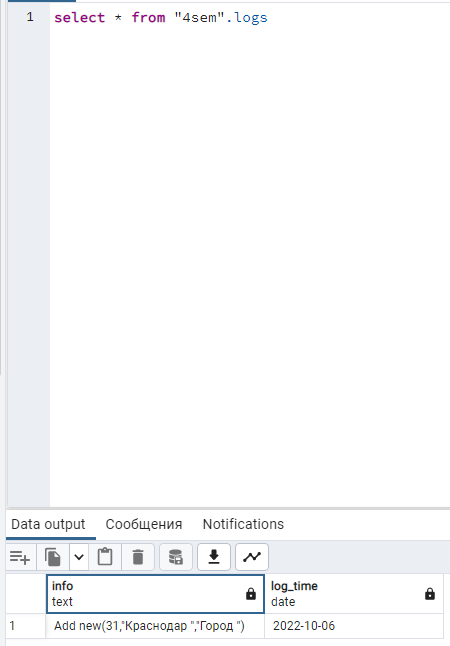 1 select * from "4sem".logs
Data output Сообщения Notifications
info log_time
text date
1 Add new(31,"Краснодар ","Город ") 2022-10-06